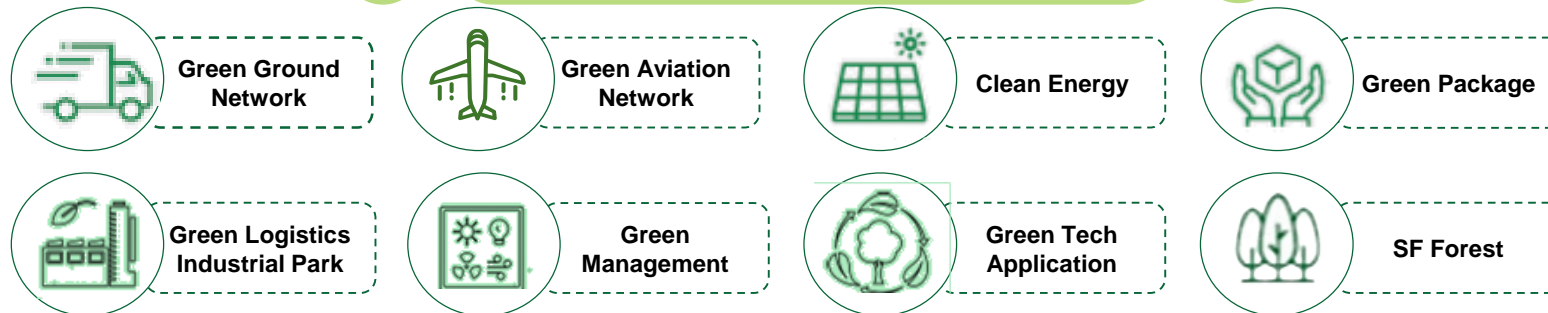 Green Ground
Network
Green Aviation
Network
Clean Energy
Green Package
Green Logistics
Industrial Park
Green
Management
Green Tech
Application
SF Forest